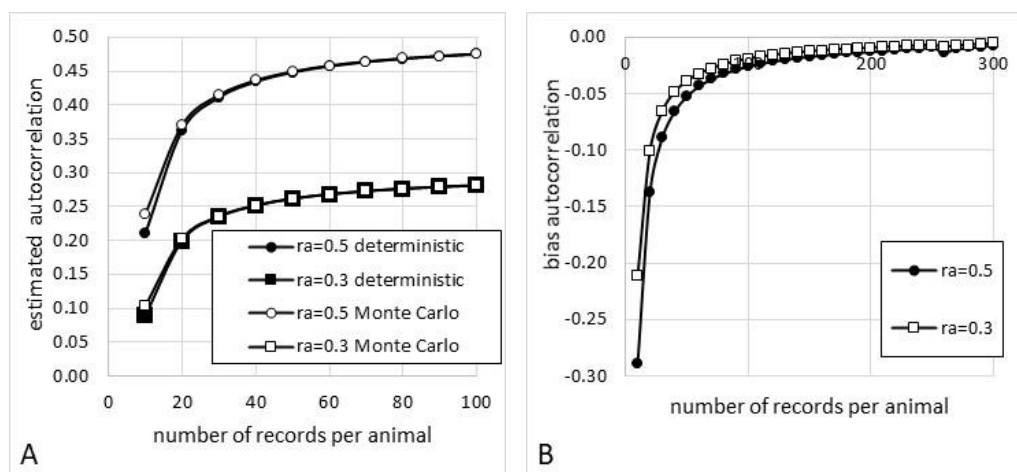 0.50
0.45
0.40
0.35
0.30
0.25
0.20
0.15
0.10
0.05
0.00
estimated autocorrelation
ra=0.5 deterministic
ra=0.3 deterministic
ra=0.5 Monte Carlo
ra=0.3 Monte Carlo
0 20 40 60 80 100
number of records per animal
A
0.00
-0.05
-0.10
-0.15
-0.20
-0.25
-0.30
bias autocorrelation
0 100 200 300
ra=0.5
ra=0.3
number of records per animal
B